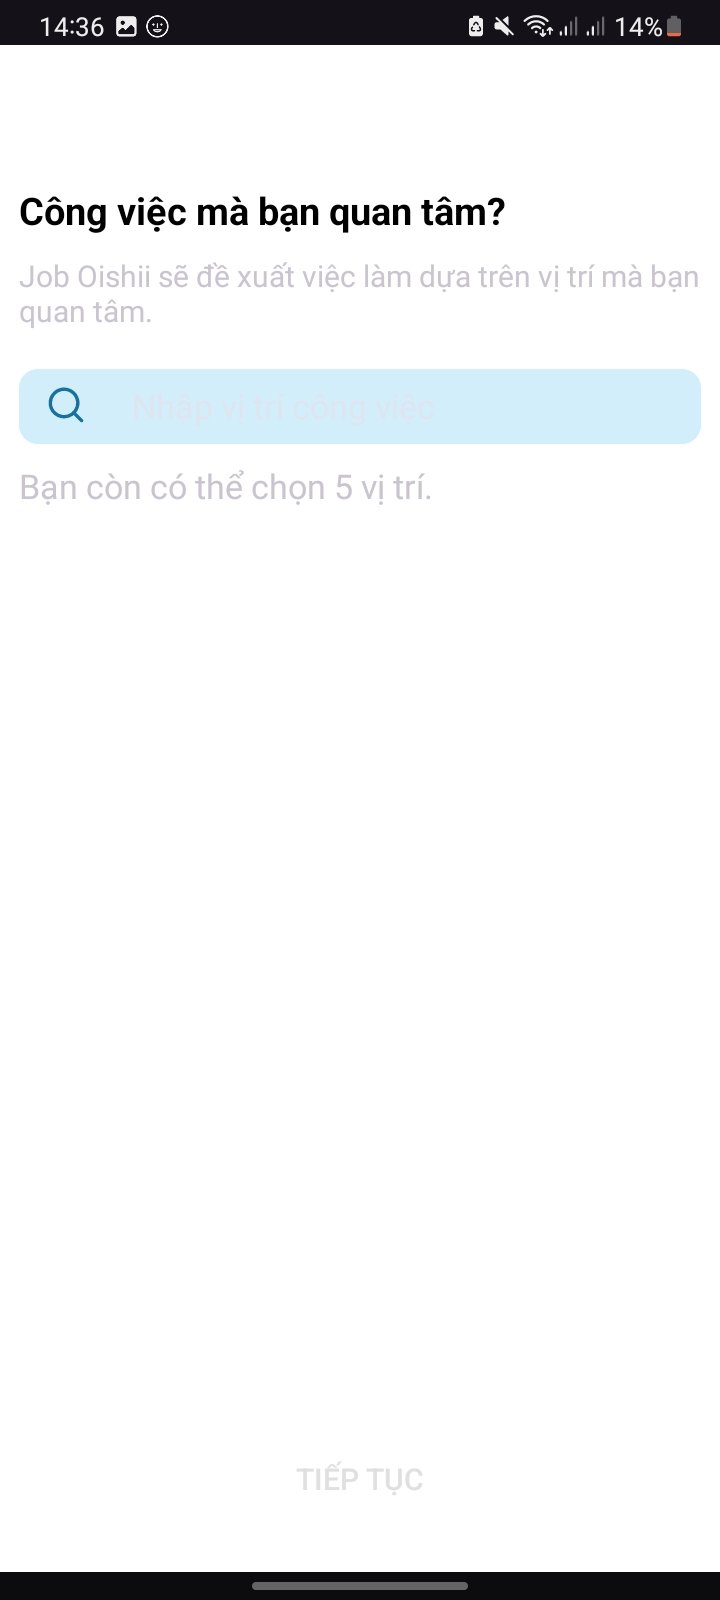 14:36
14%
Công việc mà bạn quan tâm?
Job Oishii sẽ đề xuất việc làm dựa trên vị trí mà bạn
quan tâm.
Nhập vị trí công việc
Bạn còn có thể chọn 5 vị trí.
TIẾP TỤC